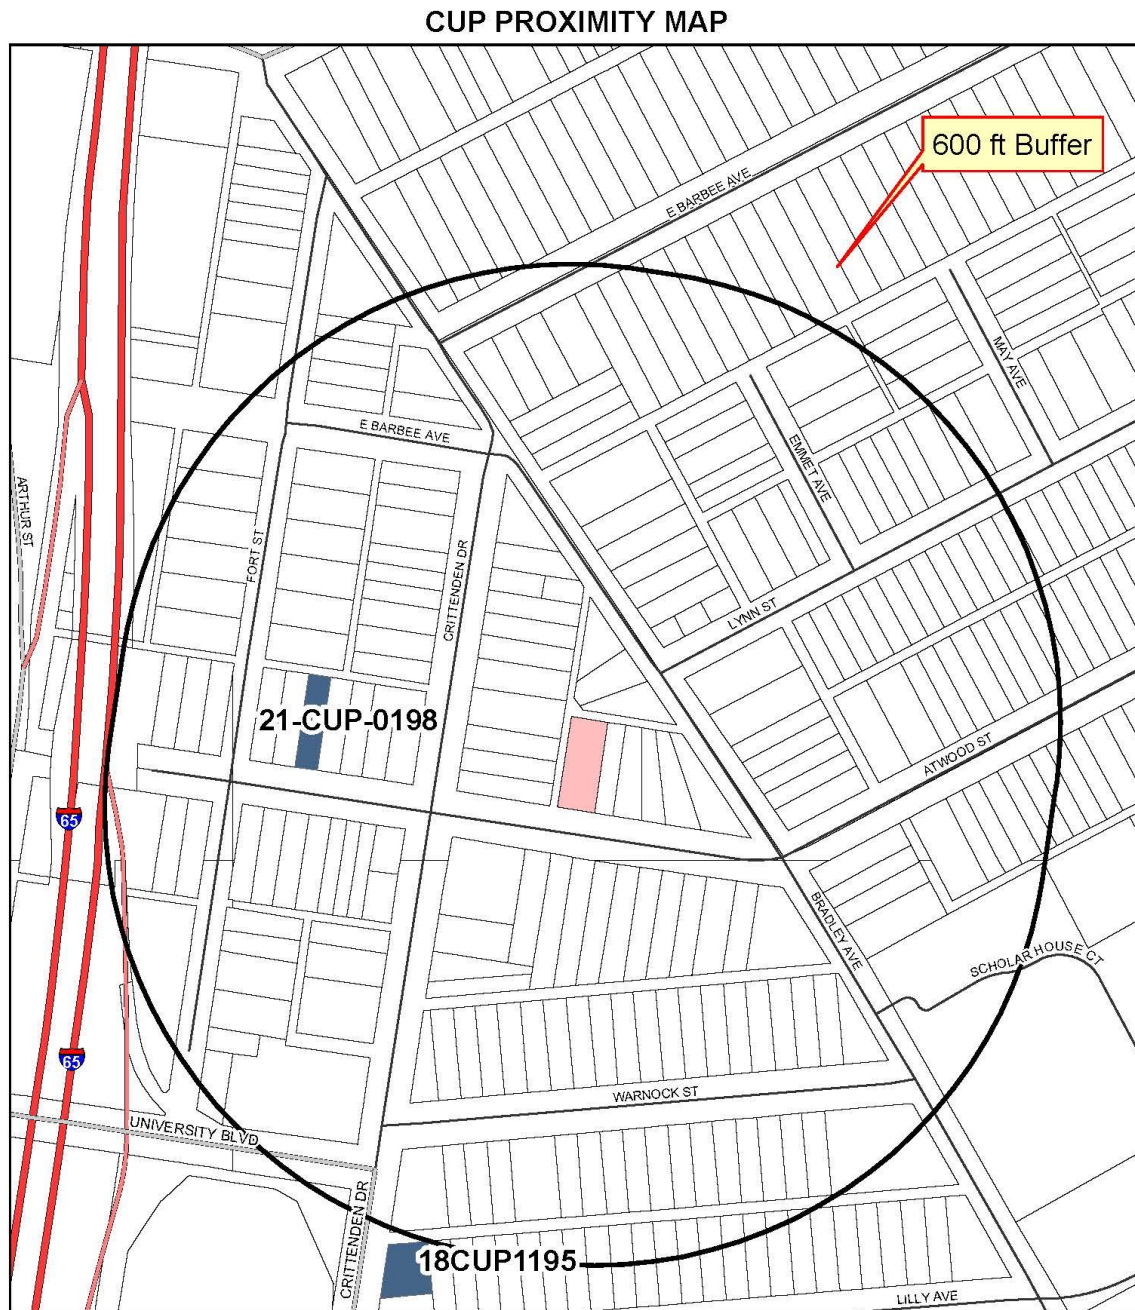 CUP PROXIMITY MAP
600 ft Buffer
E BARBEE AVE
MAY AVE
E BARBEE AVE
EMMET AVE
ARTHUR ST
FORT ST
CRITTENDEN DR
LYNN ST
21-CUP-0198
ATWOOD ST
65
BRADLEY AVE
SCHOLAR HOUSE CT
65
WARNOCK ST
UNIVERSITY BLVD
CRITTENDEN DR
18CUP1195
LILLY AVE